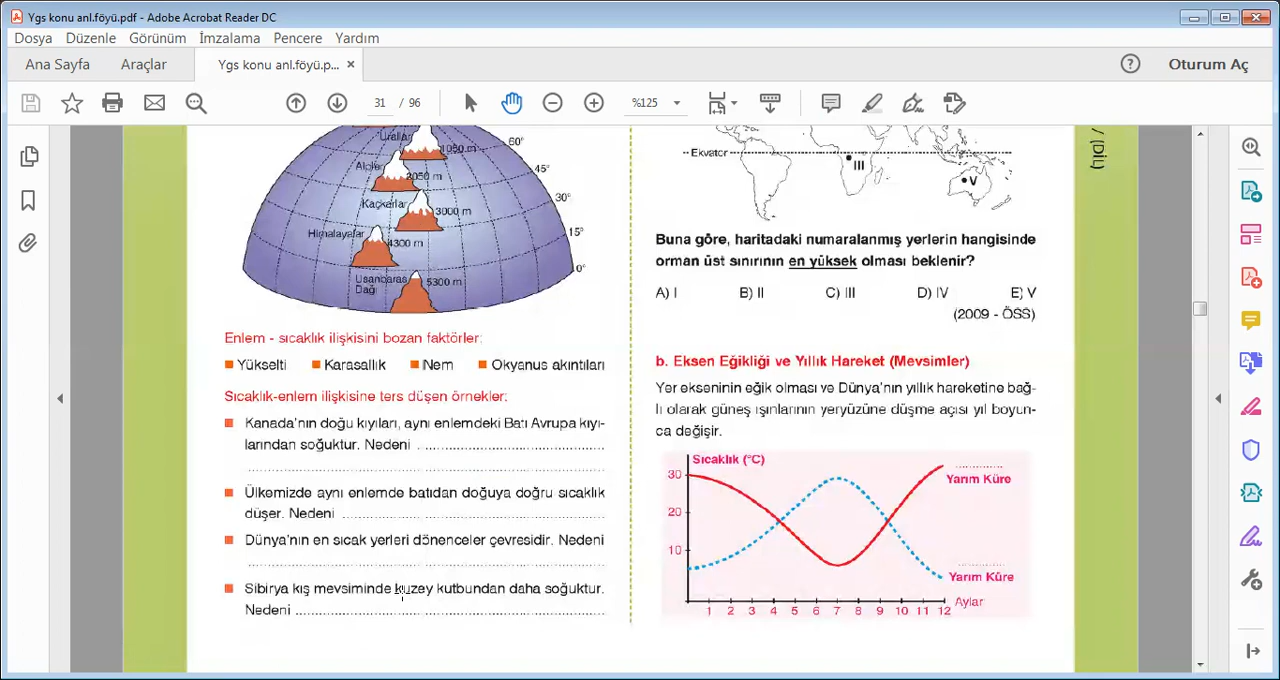 Ygs konu anl.föyü.pdf - Adobe Acrobat Reader DC
Dosya Düzenle Görünüm İmzalama Pencere Yardım
Ana Sayfa Araçlar Ygs konu anl.föyü.p... × ? Oturum Aç
31 / 96 %125
Urallar 1050 m
Alpler 3050 m
Kaçkarlar 3000 m
Himalayalar 4300 m
Usanbaras Dağı 5300 m
60°
45°
30°
15°
0°
Enlem - sıcaklık ilişkisini bozan faktörler:
Yükselti Karasallık Nem Okyanus akıntıları
Sıcaklık-enlem ilişkisine ters düşen örnekler:
Kanada'nın doğu kıyıları, aynı enlemdeki Batı Avrupa kıyı-
larından soğuktur. Nedeni ................................................
..........................................................................................
Ülkemizde aynı enlemde batıdan doğuya doğru sıcaklık
düşer. Nedeni ..................................................................
Dünya'nın en sıcak yerleri dönenceler çevresidir. Nedeni
..........................................................................................
Sibirya kış mevsiminde kuzey kutbundan daha soğuktur.
Nedeni ..............................................................................
Ekvator
III
V
Buna göre, haritadaki numaralanmış yerlerin hangisinde
orman üst sınırının en yüksek olması beklenir?
A) I B) II C) III D) IV E) V
(2009 - ÖSS)
b. Eksen Eğikliği ve Yıllık Hareket (Mevsimler)
Yer ekseninin eğik olması ve Dünya'nın yıllık hareketine bağ-
lı olarak güneş ışınlarının yeryüzüne düşme açısı yıl boyun-
ca değişir.
Sıcaklık (°C)
30
20
10
................
Yarım Küre
................
Yarım Küre
1 2 3 4 5 6 7 8 9 10 11 12
Aylar
/ (DİL)